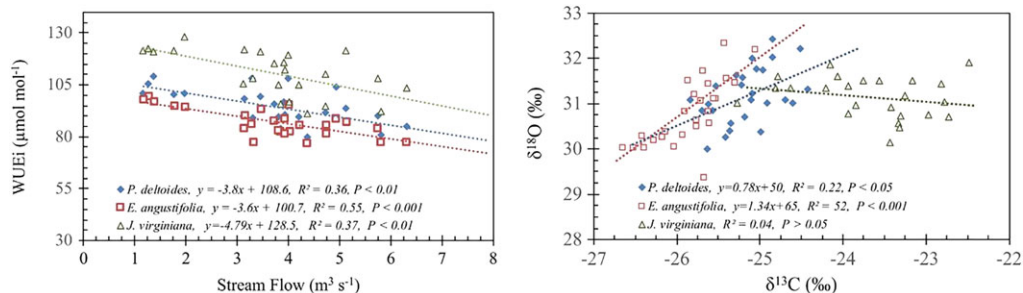 130
105
80
55
30
WUEi (µmol mol⁻¹)
P. deltoides, y = -3.8x + 108.6, R² = 0.36, P < 0.01
E. angustifolia, y = -3.6x + 100.7, R² = 0.55, P < 0.001
J. virginiana, y=-4.79x + 128.5, R² = 0.37, P < 0.01
0 1 2 3 4 5 6 7 8
Stream Flow (m³ s⁻¹)
33
32
31
30
29
28
δ¹⁸O (‰)
P. deltoides y=0.78x+50, R² = 0.22, P < 0.05
E. angustifolia y=1.34x+65, R² = 52, P < 0.001
J. virginiana R² = 0.04, P > 0.05
-27 -26 -25 -24 -23 -22
δ¹³C (‰)